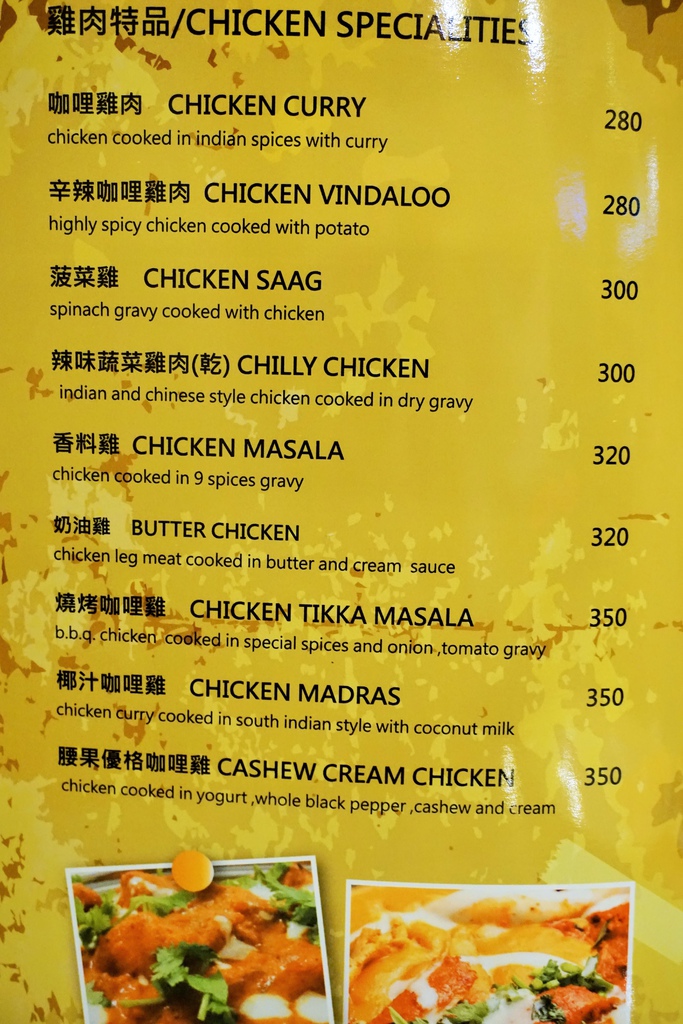 雞肉特品/CHICKEN SPECIALITIES
咖哩雞肉 CHICKEN CURRY 280
chicken cooked in indian spices with curry
辛辣咖哩雞肉 CHICKEN VINDALOO 280
highly spicy chicken cooked with potato
菠菜雞 CHICKEN SAAG 300
spinach gravy cooked with chicken
辣味蔬菜雞肉(乾) CHILLY CHICKEN 300
indian and chinese style chicken cooked in dry gravy
香料雞 CHICKEN MASALA 320
chicken cooked in 9 spices gravy
奶油雞 BUTTER CHICKEN 320
chicken leg meat cooked in butter and cream sauce
燒烤咖哩雞 CHICKEN TIKKA MASALA 350
b.b.q. chicken cooked in special spices and onion ,tomato gravy
椰汁咖哩雞 CHICKEN MADRAS 350
chicken curry cooked in south indian style with coconut milk
腰果優格咖哩雞 CASHEW CREAM CHICKEN 350
chicken cooked in yogurt ,whole black pepper ,cashew and cream